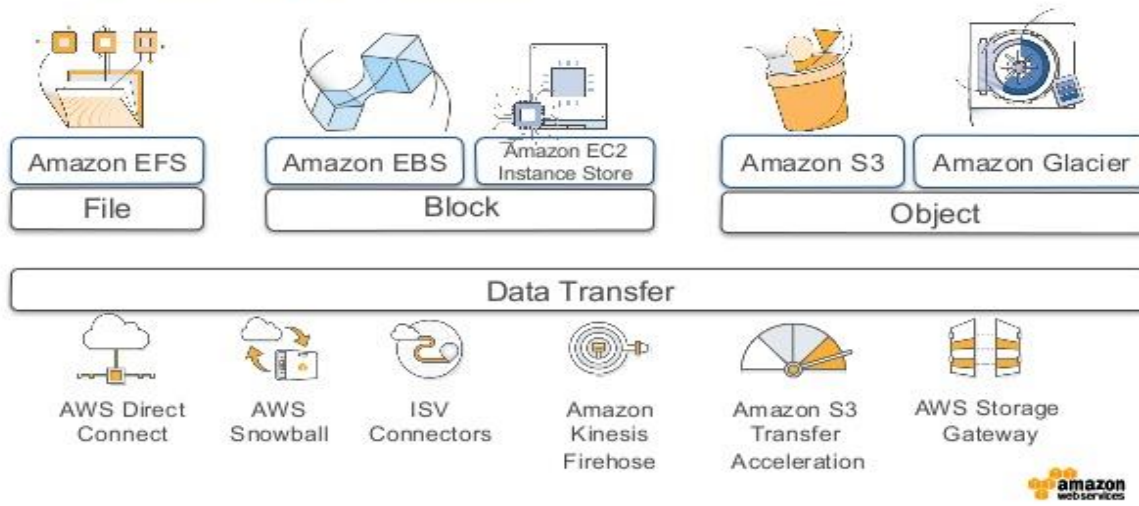 Amazon EFS
Amazon EBS
Amazon EC2
Instance Store
Amazon S3
Amazon Glacier
File
Block
Object
Data Transfer
AWS Direct
Connect
AWS
Snowball
ISV
Connectors
Amazon
Kinesis
Firehose
Amazon S3
Transfer
Acceleration
AWS Storage
Gateway
amazon
webservices